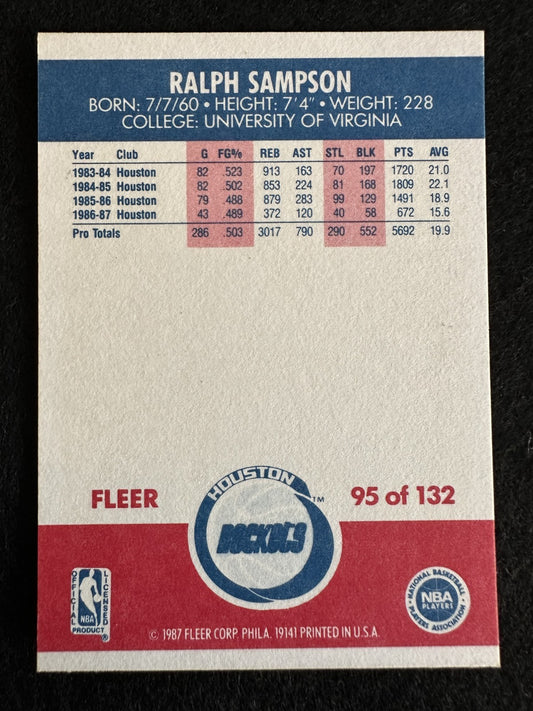 RALPH SAMPSON
BORN: 7/7/60 • HEIGHT: 7'4" • WEIGHT: 228
COLLEGE: UNIVERSITY OF VIRGINIA
Year Club G FG% REB AST STL BLK PTS AVG
1983-84 Houston 82 .523 913 163 70 197 1720 21.0
1984-85 Houston 82 .502 853 224 81 168 1809 22.1
1985-86 Houston 79 .488 879 283 99 129 1491 18.9
1986-87 Houston 43 .489 372 120 40 58 672 15.6
Pro Totals 286 .503 3017 790 290 552 5692 19.9
FLEER
HOUSTON
ROCKETS
TM
95 of 132
OFFICIAL NBA LICENSED
PRODUCT
NATIONAL BASKETBALL
NBA
PLAYERS
PLAYERS ASSOCIATION
© 1987 FLEER CORP. PHILA. 19141 PRINTED IN U.S.A.